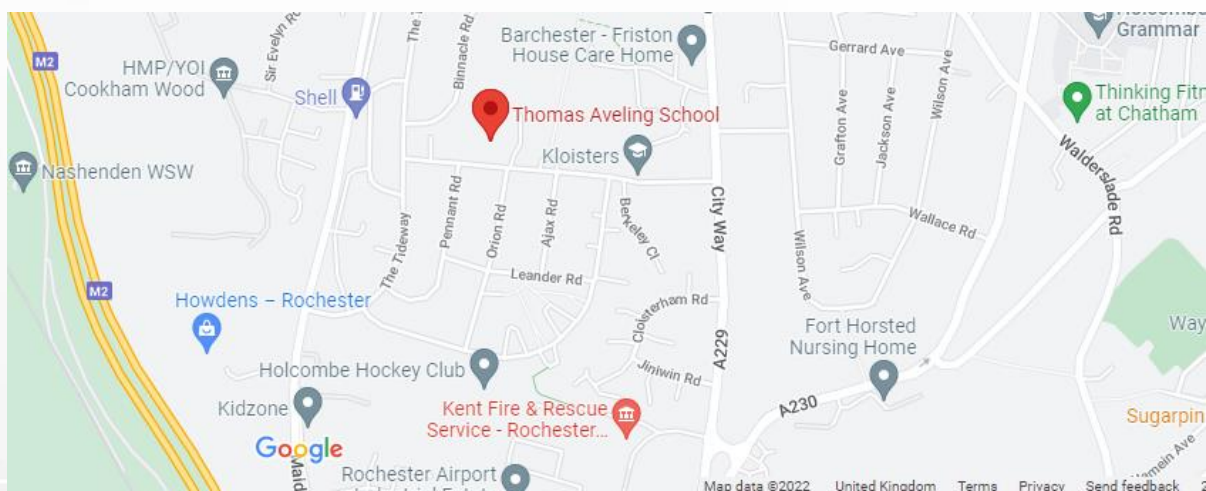 M2
HMP/YOI
Cookham Wood
Sir Evelyn Rd
The
Binnacle Rd
Barchester - Friston
House Care Home
Gerrard Ave
Grammar
Shell
Thomas Aveling School
Grafton Ave
Jackson Ave
Wilson Ave
Thinking Fit
at Chatham
Nashenden WSW
Kloisters
Walderslade Rd
Pennant Rd
Orion Rd
Ajax Rd
Berkeley Cl
City Way
Wallace Rd
The Tideway
Leander Rd
Wilson Ave
M2
Howdens – Rochester
Cloisterham Rd
Fort Horsted
Nursing Home
Way
A229
Holcombe Hockey Club
Jiniwin Rd
Kidzone
Kent Fire & Rescue
Service - Rochester...
A230
Sugarpin
Google
Maid
Rochester Airport
Map data ©2022 United Kingdom Terms Privacy Send feedback 2